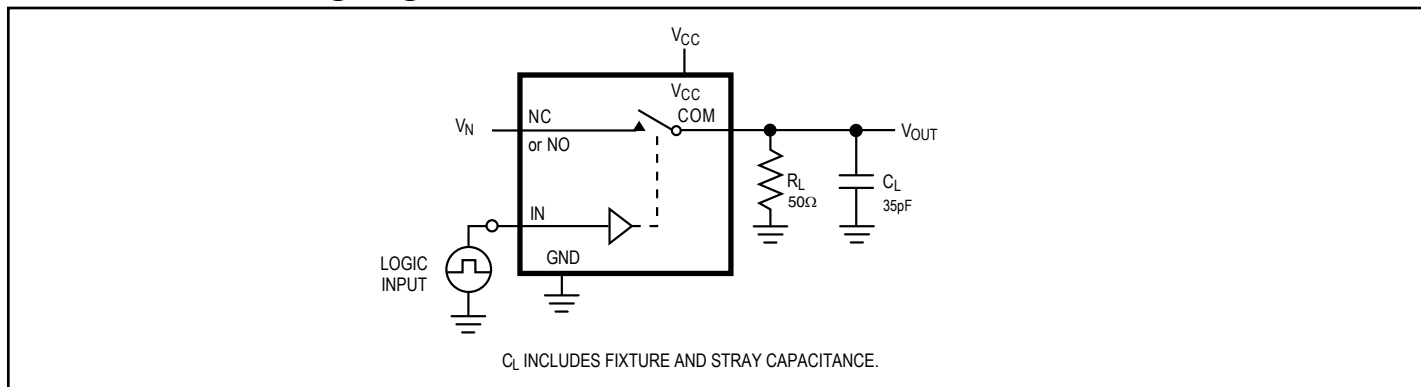 VCC
VCC
VN
NC
COM
or NO
VOUT
RL
50Ω
CL
35pF
IN
LOGIC
INPUT
GND
CL INCLUDES FIXTURE AND STRAY CAPACITANCE.